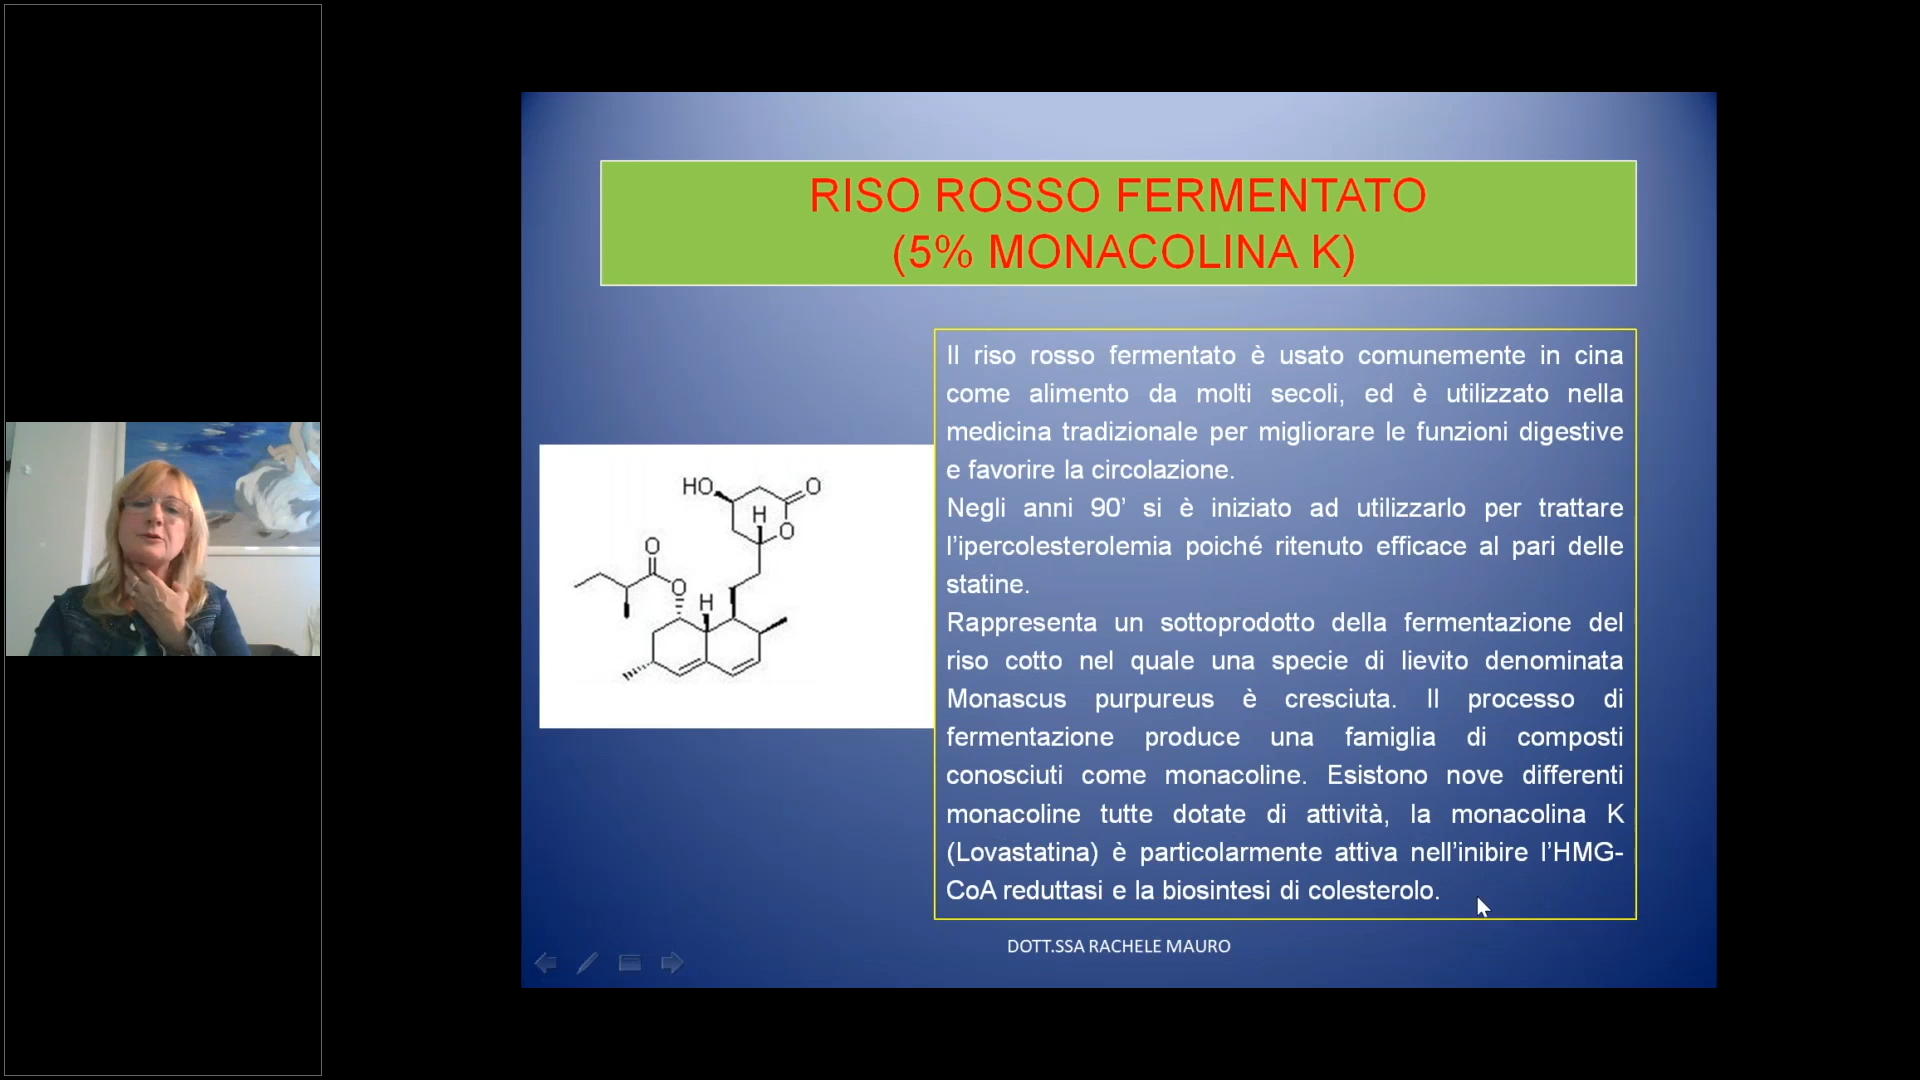 RISO ROSSO FERMENTATO
(5% MONACOLINA K)
Il riso rosso fermentato è usato comunemente in cina
come alimento da molti secoli, ed è utilizzato nella
medicina tradizionale per migliorare le funzioni digestive
e favorire la circolazione.
Negli anni 90’ si è iniziato ad utilizzarlo per trattare
l’ipercolesterolemia poiché ritenuto efficace al pari delle
statine.
Rappresenta un sottoprodotto della fermentazione del
riso cotto nel quale una specie di lievito denominata
Monascus purpureus è cresciuta. Il processo di
fermentazione produce una famiglia di composti
conosciuti come monacoline. Esistono nove differenti
monacoline tutte dotate di attività, la monacolina K
(Lovastatina) è particolarmente attiva nell’inibire l’HMG-
CoA reduttasi e la biosintesi di colesterolo.
HO
O
H
O
O
O
H
DOTT.SSA RACHELE MAURO